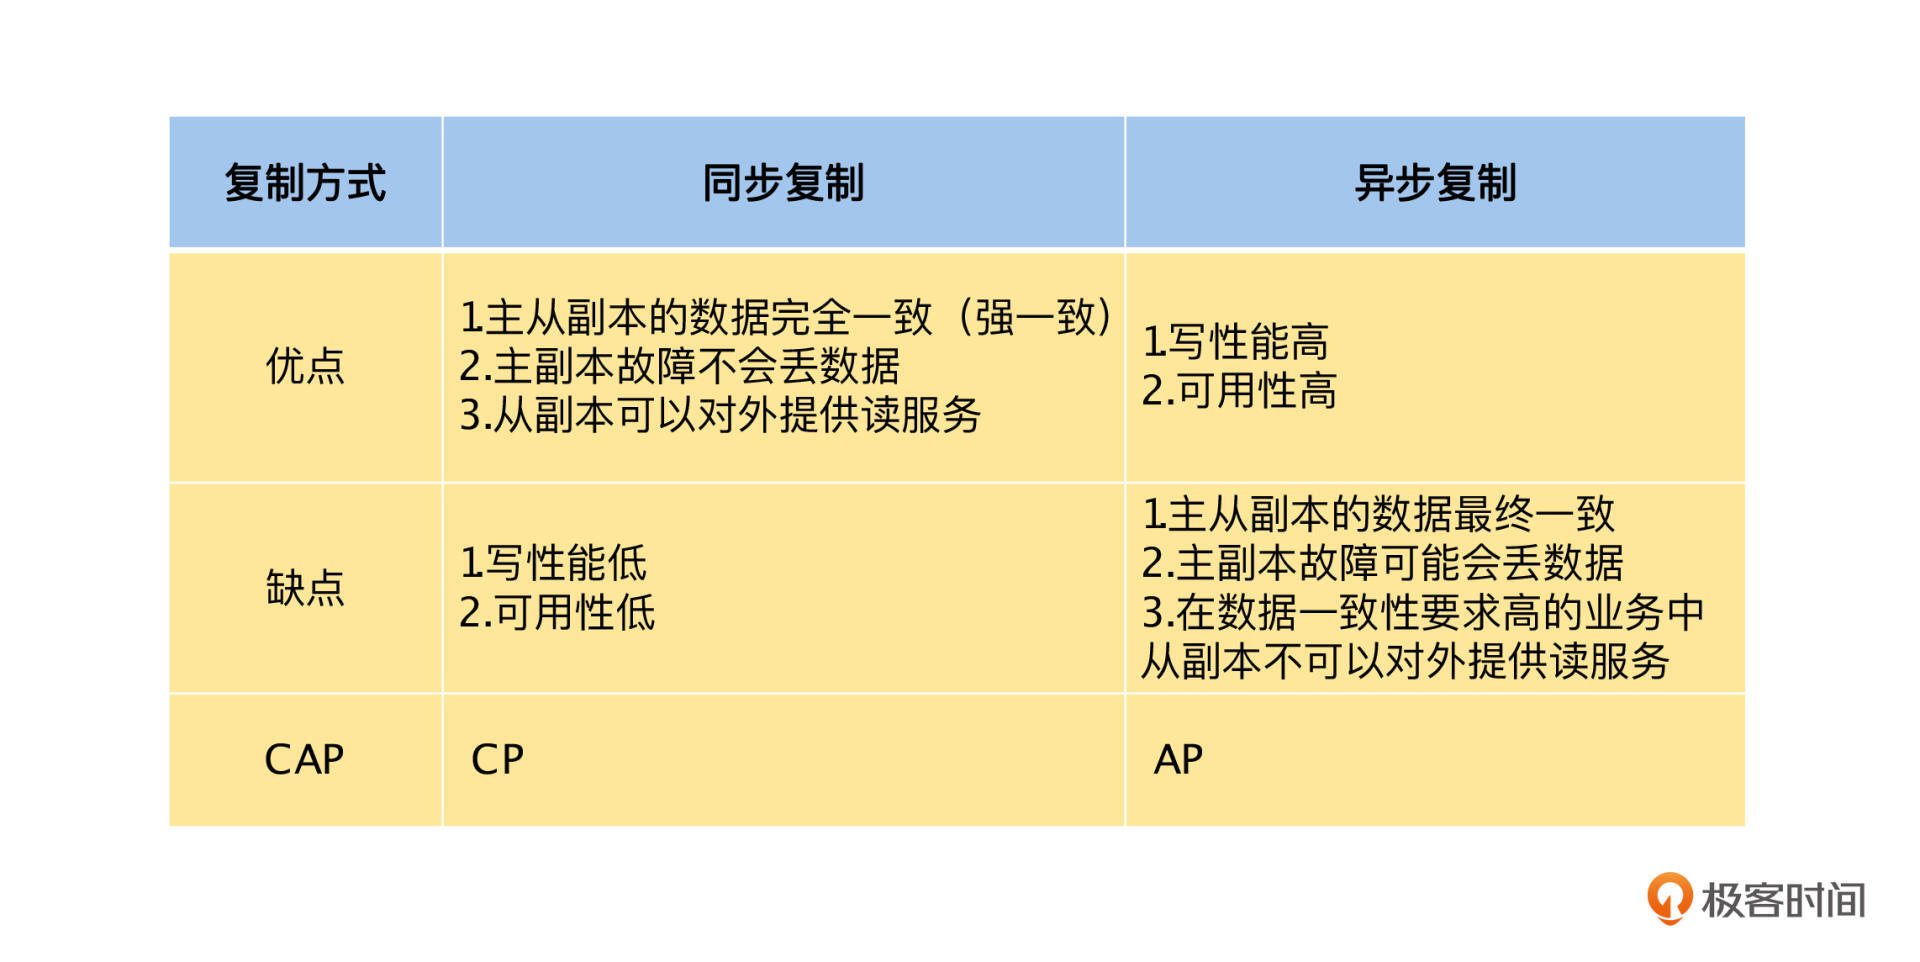 复制方式 同步复制 异步复制
优点
1.主从副本的数据完全一致（强一致）
2.主副本故障不会丢数据
3.从副本可以对外提供读服务
1.写性能高
2.可用性高
缺点
1.写性能低
2.可用性低
1.主从副本的数据最终一致
2.主副本故障可能会丢数据
3.在数据一致性要求高的业务中
从副本不可以对外提供读服务
CAP CP AP
极客时间